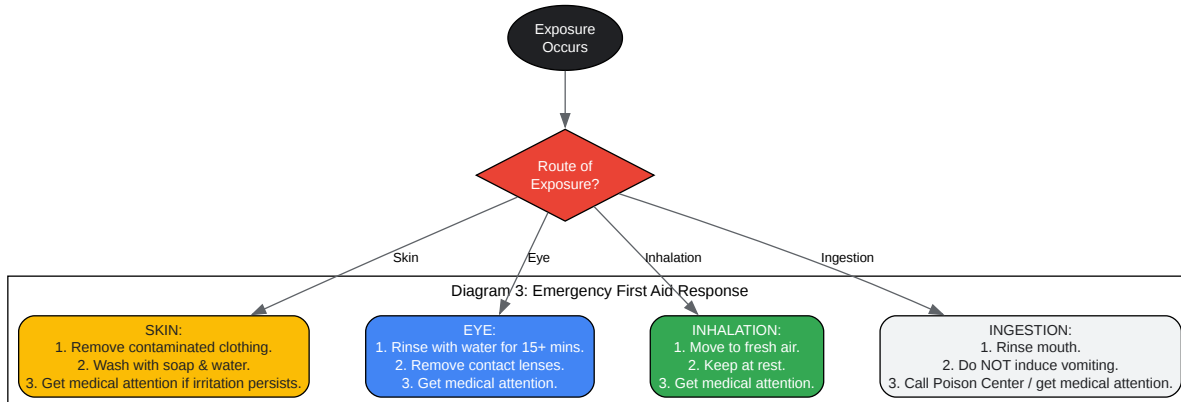 Exposure
Occurs
Route of
Exposure?
Skin
Eye
Inhalation
Ingestion
Diagram 3: Emergency First Aid Response
SKIN:
1. Remove contaminated clothing.
2. Wash with soap & water.
3. Get medical attention if irritation persists.
EYE:
1. Rinse with water for 15+ mins.
2. Remove contact lenses.
3. Get medical attention.
INHALATION:
1. Move to fresh air.
2. Keep at rest.
3. Get medical attention.
INGESTION:
1. Rinse mouth.
2. Do NOT induce vomiting.
3. Call Poison Center / get medical attention.